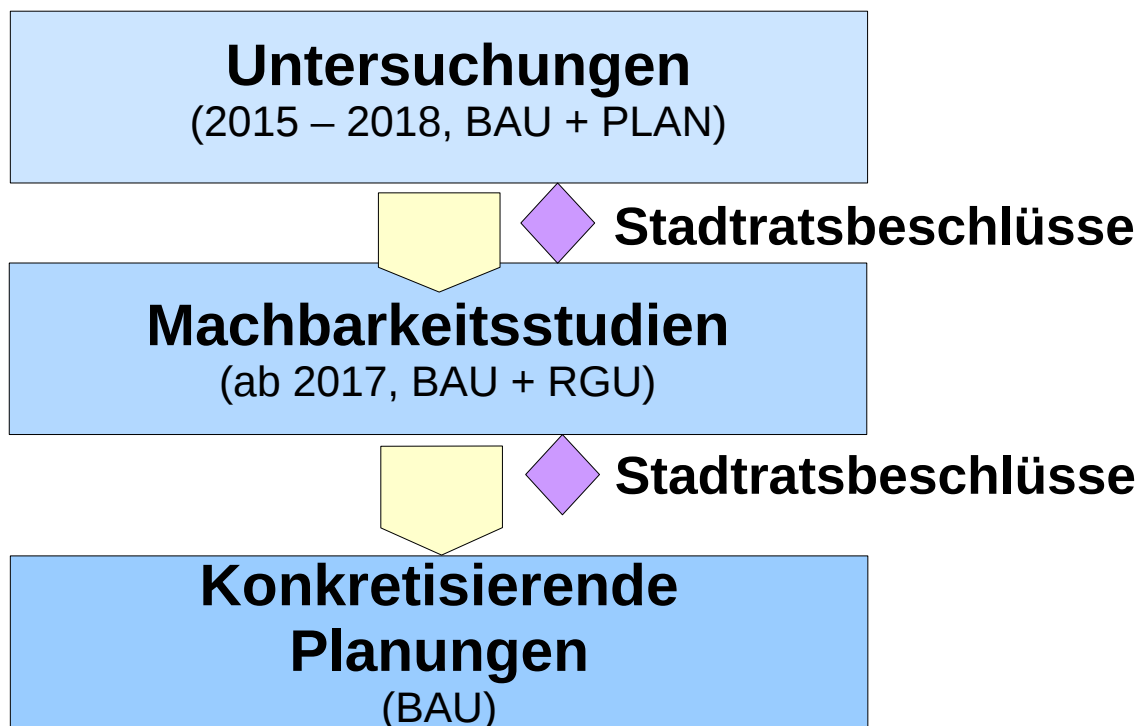 Untersuchungen
(2015 – 2018, BAU + PLAN)
Stadtratsbeschlüsse
Machbarkeitsstudien
(ab 2017, BAU + RGU)
Stadtratsbeschlüsse
Konkretisierende
Planungen
(BAU)